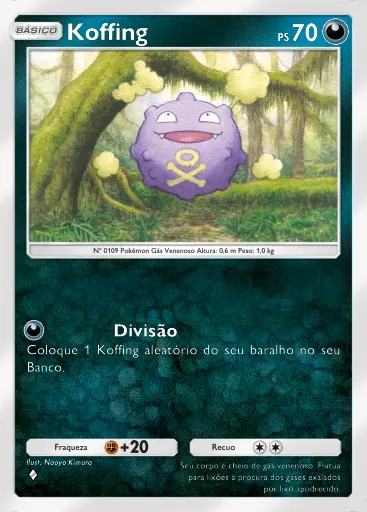 BÁSICO
Koffing
PS 70
Nº 0109 Pokémon Gás Venenoso Altura: 0,6 m Peso: 1,0 kg
Divisão
Coloque 1 Koffing aleatório do seu baralho no seu
Banco.
Fraqueza +20 Recuo
Ilust. Naoyo Kimura
Seu corpo é cheio de gás venenoso. Flutua
para lixões à procura dos gases exalados
por lixo apodrecido.